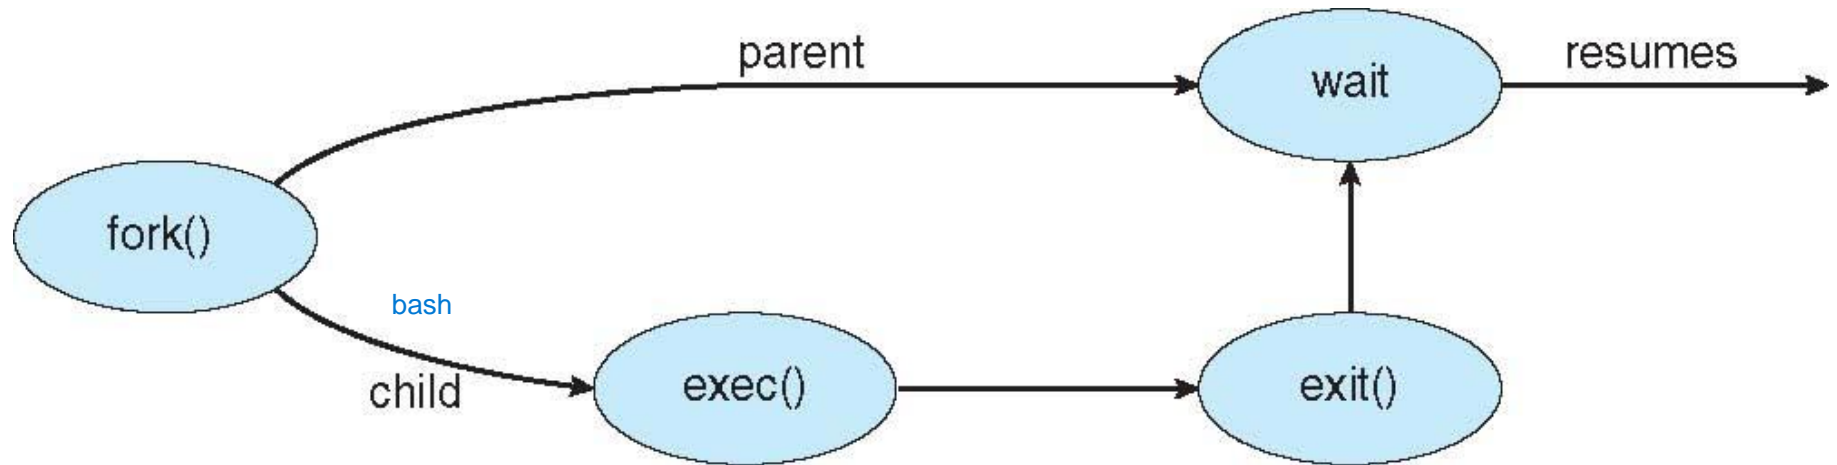 parent
wait
resumes
fork()
bash
child
exec()
exit()